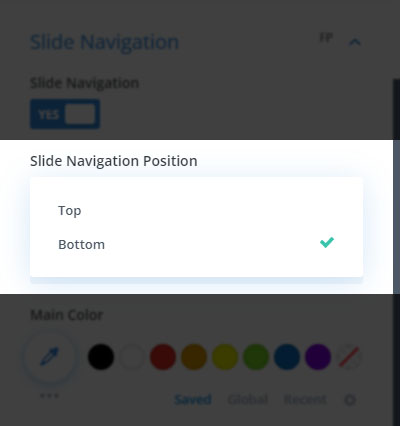 Slide Navigation
FP
Slide Navigation
YES
Slide Navigation Position
Top
Bottom
Main Color
Saved Global Recent